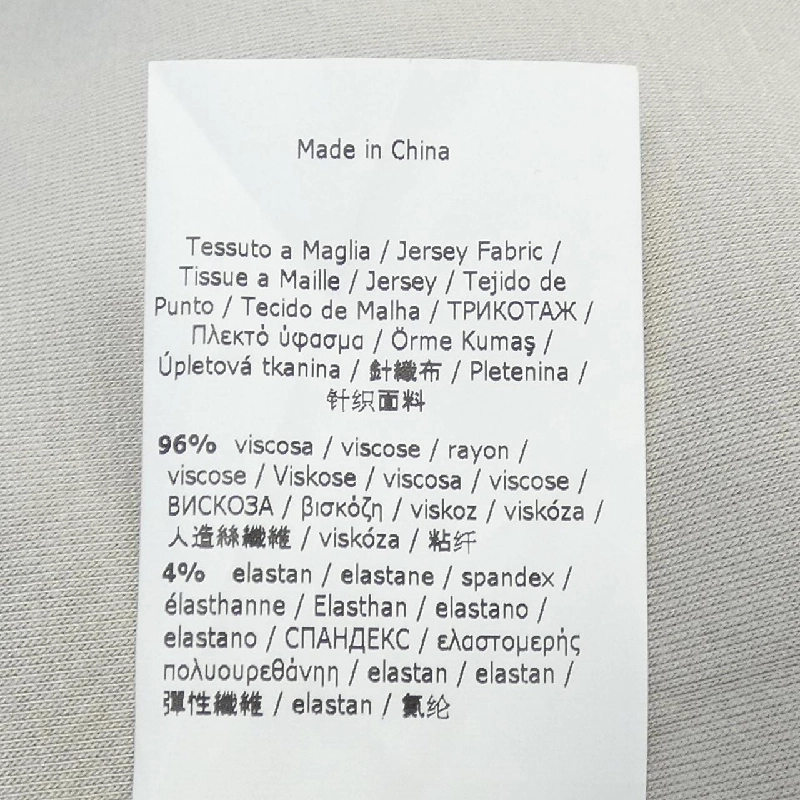 Made in China
Tessuto a Maglia / Jersey Fabric /
Tissue a Maille / Jersey / Tejido de
Punto / Tecido de Malha / ТРИКОТАЖ /
Πλεκτό ύφασμα / Örme Kumaş /
Úpletová tkanina / 針織布 / Pletenina /
针织面料
96% viscosa / viscose / rayon /
viscose / Viskose / viscosa / viscose /
ВИСКОЗА / βισκόζη / viskoz / viskóza /
人造絲纖維 / viskóza / 粘纤
4% elastan / elastane / spandex /
élasthanne / Elasthan / elastano /
elastano / СПАНДЕКС / ελαστομερής
πολυουρεθάνηη / elastan / elastan /
彈性纖維 / elastan / 氨纶